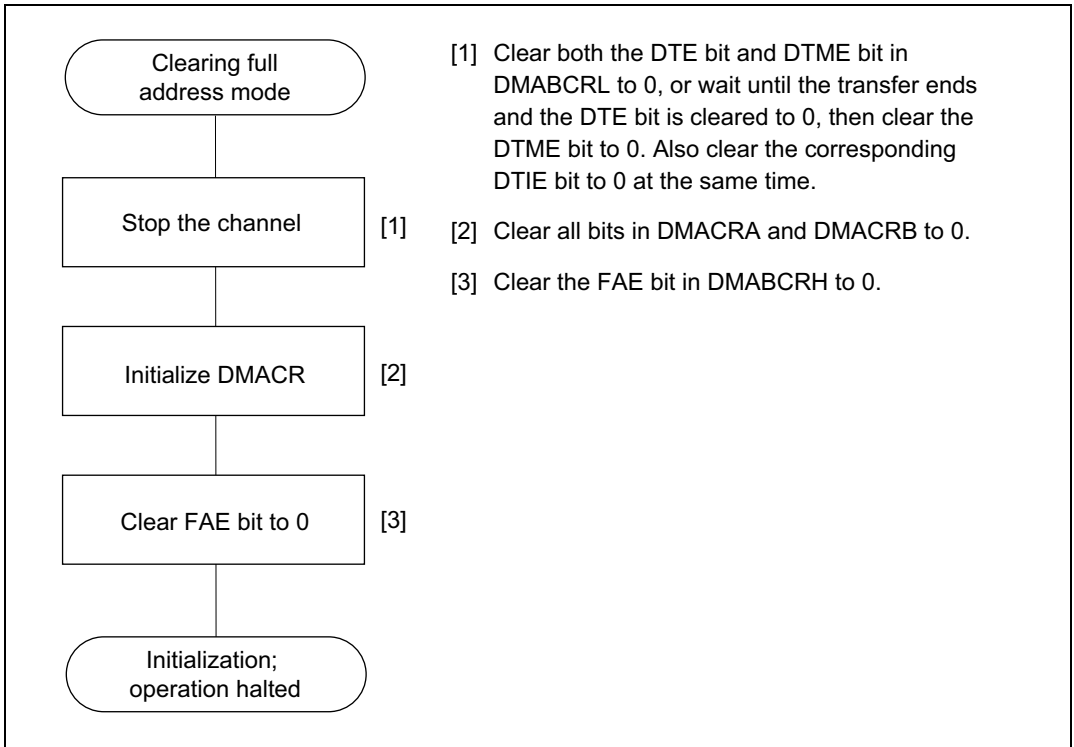 Clearing full
address mode
Stop the channel
[1]
Initialize DMACR
[2]
Clear FAE bit to 0
[3]
Initialization;
operation halted
[1] Clear both the DTE bit and DTME bit in
DMABCRL to 0, or wait until the transfer ends
and the DTE bit is cleared to 0, then clear the
DTME bit to 0. Also clear the corresponding
DTIE bit to 0 at the same time.
[2] Clear all bits in DMACRA and DMACRB to 0.
[3] Clear the FAE bit in DMABCRH to 0.